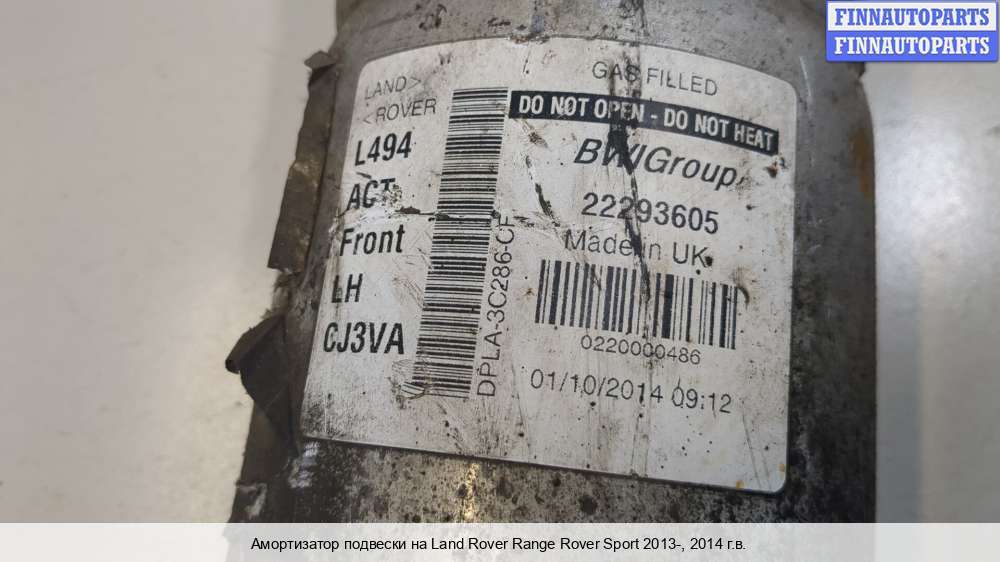 FINNAUTOPARTS
FINNAUTOPARTS
LAND>
<ROVER
L494
ACT
Front
LH
CJ3VA
DPLA-3C286-CF
GAS FILLED
DO NOT OPEN - DO NOT HEAT
BWIGroup
22293605
Made in UK
0220000486
01/10/2014 09:12
Амортизатор подвески на Land Rover Range Rover Sport 2013-, 2014 г.в.